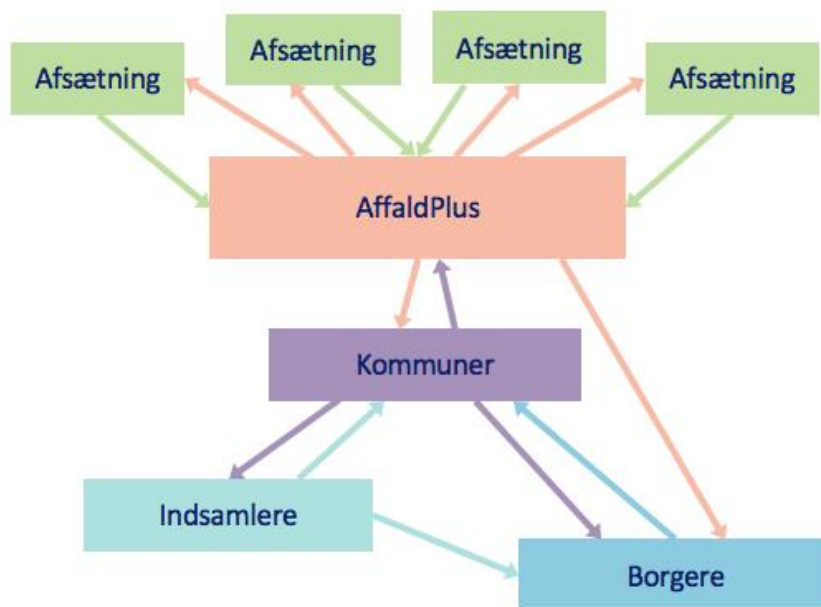 Afsætning
Afsætning
Afsætning
Afsætning
AffaldPlus
Kommuner
Indsamlere
Borgere